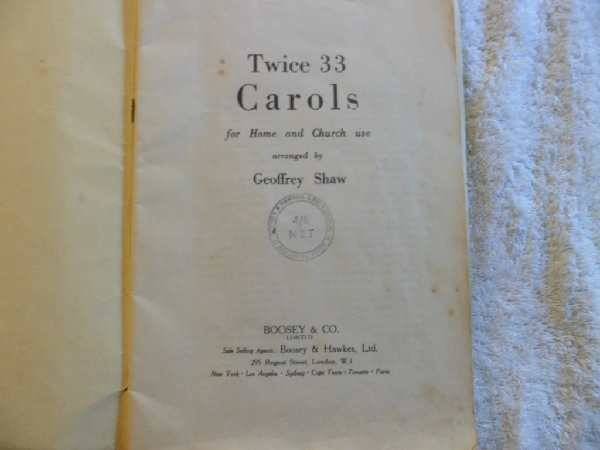 Twice 33
Carols
for Home and Church use
arranged by
Geoffrey Shaw
NET
BOOSEY & CO.
LIMITED
Sole Selling Agents: Boosey & Hawkes, Ltd.
295 Regent Street, London, W.1
New York · Los Angeles · Sydney · Cape Town · Toronto · Paris